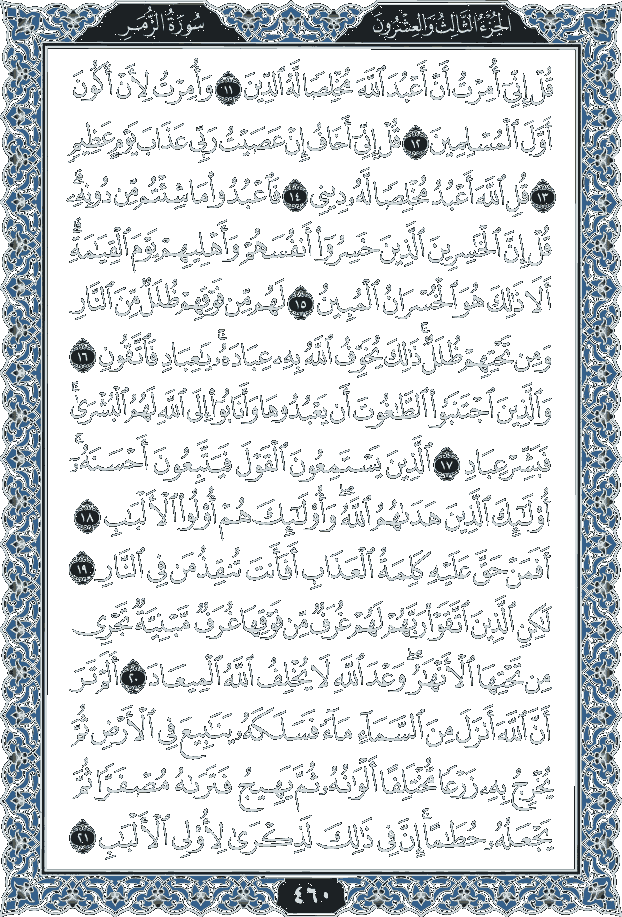 الجزء الثالث والعشرون
سورة الزمر
قُلْ إِنِّىٓ أُمِرْتُ أَنْ أَعْبُدَ ٱللَّهَ مُخْلِصًا لَّهُ ٱلدِّينَ ١١ وَأُمِرْتُ لِأَنْ أَكُونَ
أَوَّلَ ٱلْمُسْلِمِينَ ١٢ قُلْ إِنِّىٓ أَخَافُ إِنْ عَصَيْتُ رَبِّى عَذَابَ يَوْمٍ عَظِيمٍ
١٣ قُلِ ٱللَّهَ أَعْبُدُ مُخْلِصًا لَّهُۥ دِينِى ١٤ فَٱعْبُدُوا۟ مَا شِئْتُم مِّن دُونِهِۦ ۗ
قُلْ إِنَّ ٱلْخَٰسِرِينَ ٱلَّذِينَ خَسِرُوٓا۟ أَنفُسَهُمْ وَأَهْلِيهِمْ يَوْمَ ٱلْقِيَٰمَةِ ۗ
أَلَا ذَٰلِكَ هُوَ ٱلْخُسْرَانُ ٱلْمُبِينُ ١٥ لَهُم مِّن فَوْقِهِمْ ظُلَلٌ مِّنَ ٱلنَّارِ
وَمِن تَحْتِهِمْ ظُلَلٌ ۚ ذَٰلِكَ يُخَوِّفُ ٱللَّهُ بِهِۦ عِبَادَهُۥ ۚ يَٰعِبَادِ فَٱتَّقُونِ ١٦
وَٱلَّذِينَ ٱجْتَنَبُوا۟ ٱلطَّٰغُوتَ أَن يَعْبُدُوهَا وَأَنَابُوٓا۟ إِلَى ٱللَّهِ لَهُمُ ٱلْبُشْرَىٰ ۚ
فَبَشِّرْ عِبَادِ ١٧ ٱلَّذِينَ يَسْتَمِعُونَ ٱلْقَوْلَ فَيَتَّبِعُونَ أَحْسَنَهُۥٓ ۚ
أُو۟لَٰٓئِكَ ٱلَّذِينَ هَدَىٰهُمُ ٱللَّهُ ۖ وَأُو۟لَٰٓئِكَ هُمْ أُو۟لُوا۟ ٱلْأَلْبَٰبِ ١٨
أَفَمَنْ حَقَّ عَلَيْهِ كَلِمَةُ ٱلْعَذَابِ أَفَأَنتَ تُنقِذُ مَن فِى ٱلنَّارِ ١٩
لَٰكِنِ ٱلَّذِينَ ٱتَّقَوْا۟ رَبَّهُمْ لَهُمْ غُرَفٌ مِّن فَوْقِهَا غُرَفٌ مَّبْنِيَّةٌ تَجْرِى
مِن تَحْتِهَا ٱلْأَنْهَٰرُ ۖ وَعْدَ ٱللَّهِ لَا يُخْلِفُ ٱللَّهُ ٱلْمِيعَادَ ٢٠ أَلَمْ تَرَ
أَنَّ ٱللَّهَ أَنزَلَ مِنَ ٱلسَّمَآءِ مَآءً فَسَلَكَهُۥ يَنَٰبِيعَ فِى ٱلْأَرْضِ ثُمَّ
يُخْرِجُ بِهِۦ زَرْعًا مُّخْتَلِفًا أَلْوَٰنُهُۥ ثُمَّ يَهِيجُ فَتَرَىٰهُ مُصْفَرًّا ثُمَّ
يَجْعَلُهُۥ حُطَٰمًا ۚ إِنَّ فِى ذَٰلِكَ لَذِكْرَىٰ لِأُو۟لِى ٱلْأَلْبَٰبِ ٢١
٤٦٠